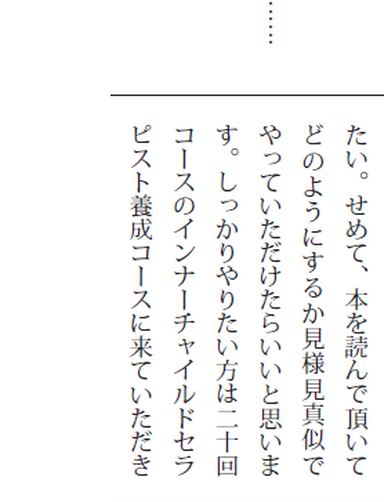 たい。せめて、本を読んで頂いて
どのようにするか見様見真似で
やっていただけたらいいと思いま
す。しっかりやりたい方は二十回
コースのインナーチャイルドセラ
ピスト養成コースに来ていただき
……